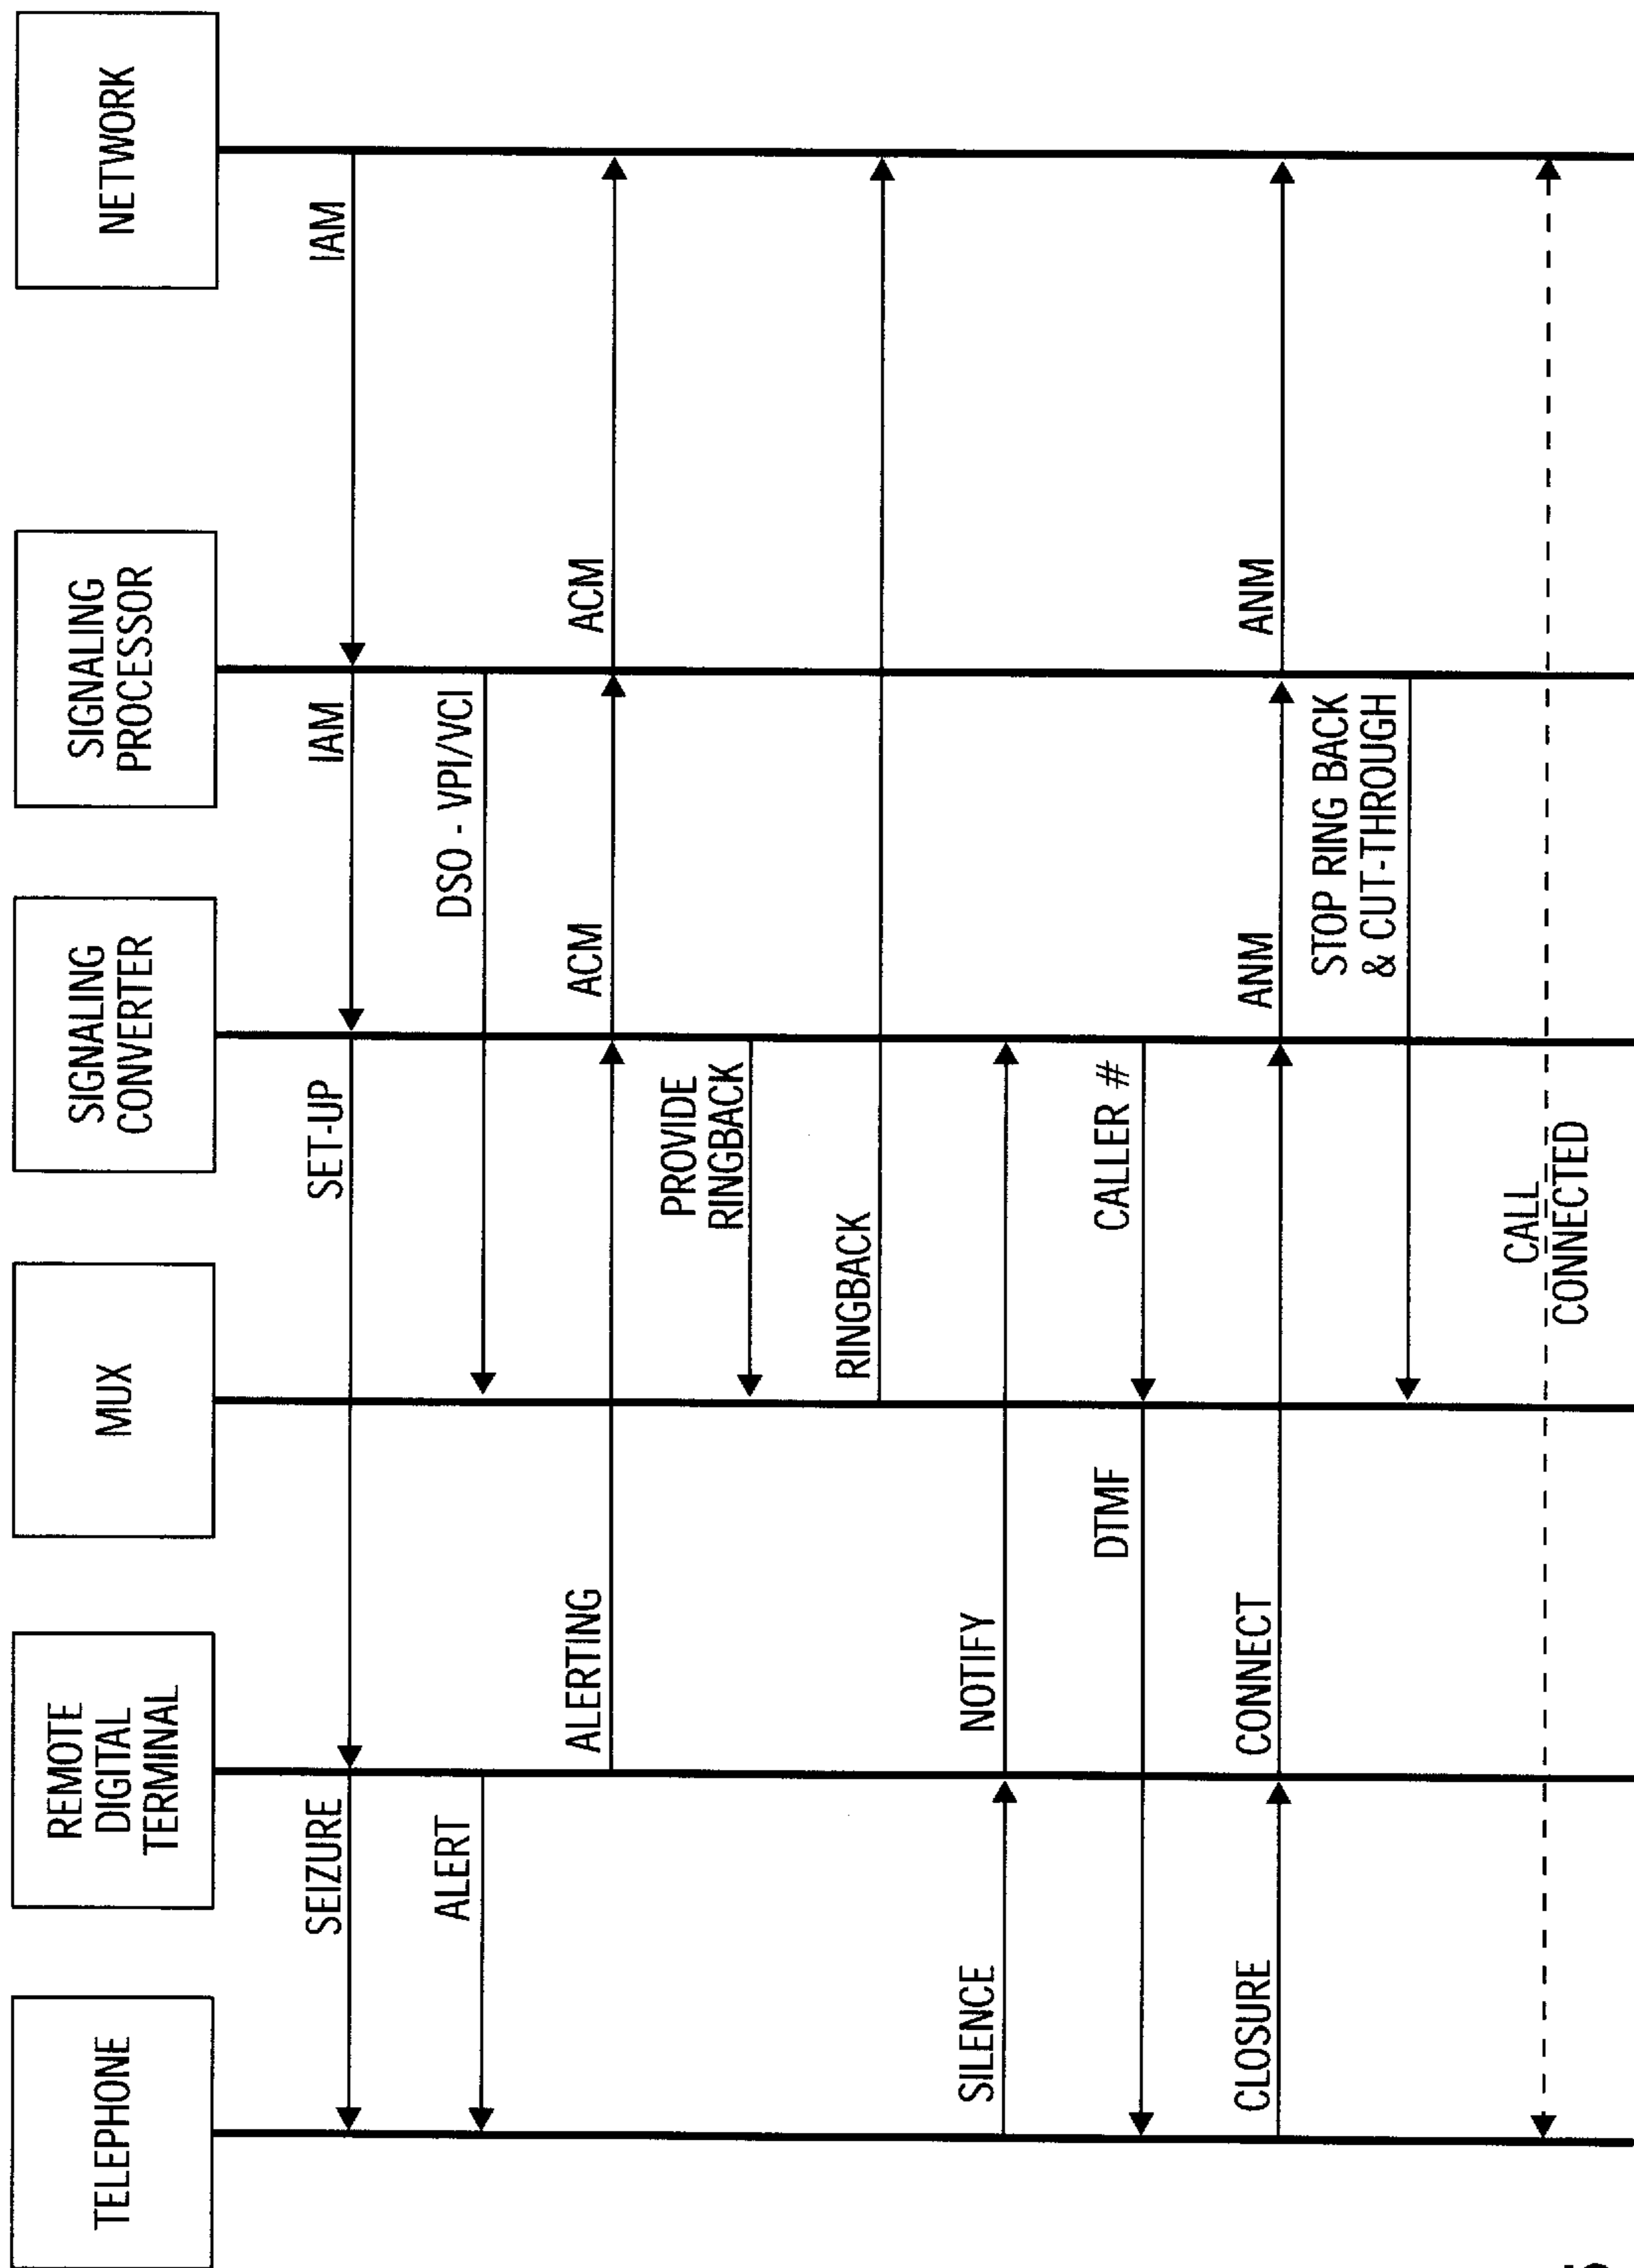 TELEPHONE
REMOTE
DIGITAL
TERMINAL
MUX
SIGNALING
CONVERTER
SIGNALING
PROCESSOR
NETWORK
SEIZURE
SET-UP
IAM
IAM
ALERT
DSO - VPI/VCI
ALERTING
ACM
ACM
PROVIDE
RINGBACK
RINGBACK
SILENCE
NOTIFY
DTMF
CALLER #
CLOSURE
CONNECT
ANM
ANM
STOP RING BACK
& CUT-THROUGH
CALL
CONNECTED